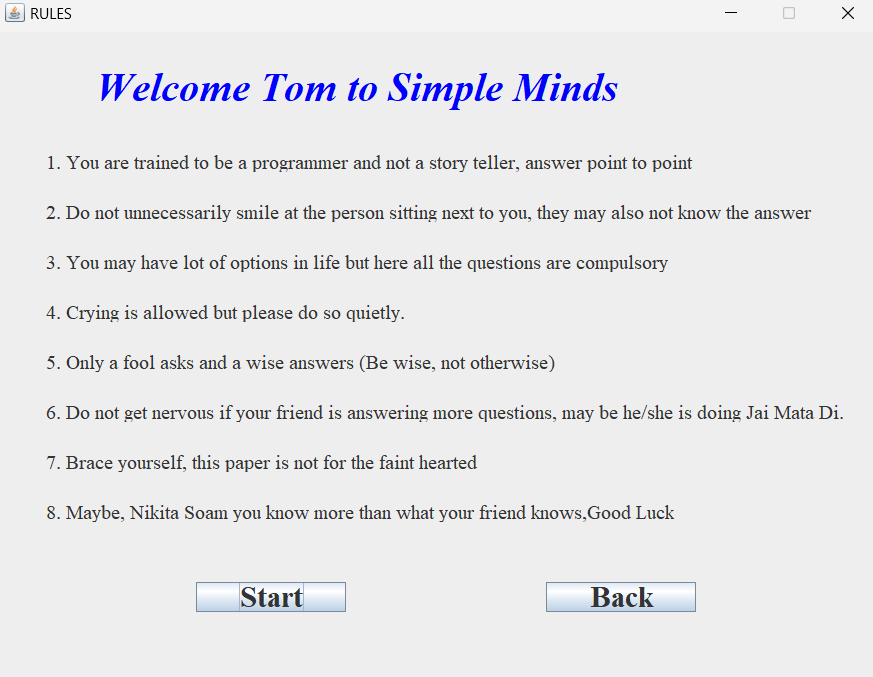 RULES
Welcome Tom to Simple Minds
1. You are trained to be a programmer and not a story teller, answer point to point
2. Do not unnecessarily smile at the person sitting next to you, they may also not know the answer
3. You may have lot of options in life but here all the questions are compulsory
4. Crying is allowed but please do so quietly.
5. Only a fool asks and a wise answers (Be wise, not otherwise)
6. Do not get nervous if your friend is answering more questions, may be he/she is doing Jai Mata Di.
7. Brace yourself, this paper is not for the faint hearted
8. Maybe, Nikita Soam you know more than what your friend knows,Good Luck
Start Back